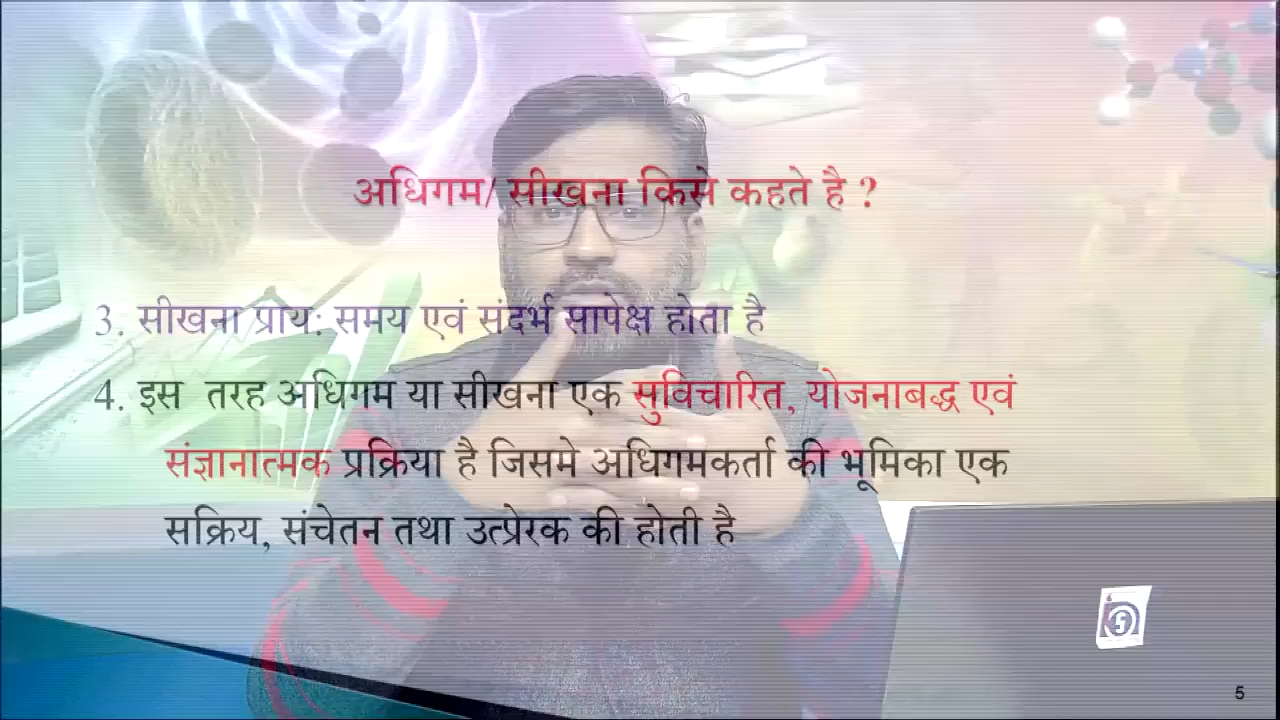 अधिगम/ सीखना किसे कहते है ?
3. सीखना प्राय: समय एवं संदर्भ सापेक्ष होता है
4. इस तरह अधिगम या सीखना एक सुविचारित, योजनाबद्ध एवं
संज्ञानात्मक प्रक्रिया है जिसमे अधिगमकर्ता की भूमिका एक
सक्रिय, संचेतन तथा उत्प्रेरक की होती है
5